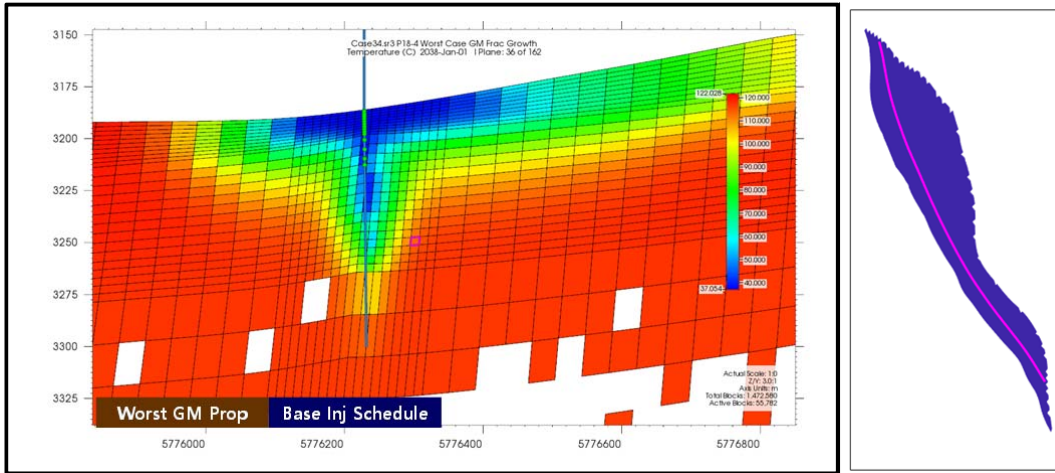 3150
Case34.sr3 P18-4 Worst Case GM Frac Growth
Temperature (C) 2038-Jan-01 I Plane: 36 of 162
3175
122.028
120.000
110.000
100.000
90.000
80.000
70.000
60.000
50.000
40.000
37.054
3200
3225
3250
3275
3300
3325
Actual Scale: 1:0
Z/Y: 3.0:1
Axis Units: m
Total Blocks: 1,472,580
Active Blocks: 55,782
Worst GM Prop Base Inj Schedule
5776000 5776200 5776400 5776600 5776800